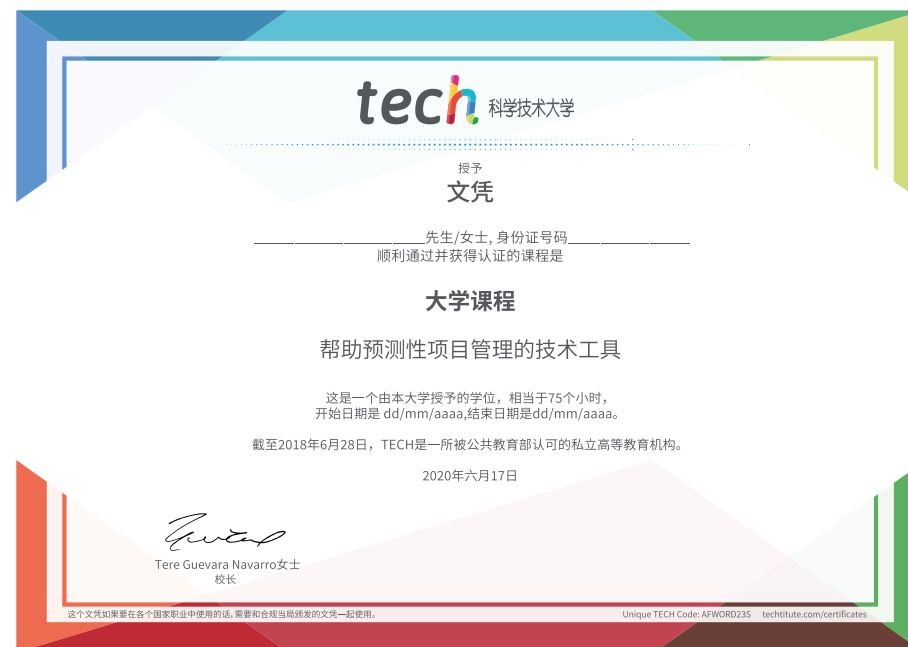 tech 科学技术大学
授予
文凭
先生/女士, 身份证号码
顺利通过并获得认证的课程是
大学课程
帮助预测性项目管理的技术工具
这是一个由本大学授予的学位，相当于75个小时，
开始日期是 dd/mm/aaaa,结束日期是dd/mm/aaaa。
截至2018年6月28日，TECH是一所被公共教育部认可的私立高等教育机构。
2020年六月17日
Tere Guevara Navarro女士
校长
这个文凭如果要在各个国家职业中使用的话,需要和合规当局颁发的文凭一起使用。
Unique TECH Code: AFWORD23S techtitute.com/certificates